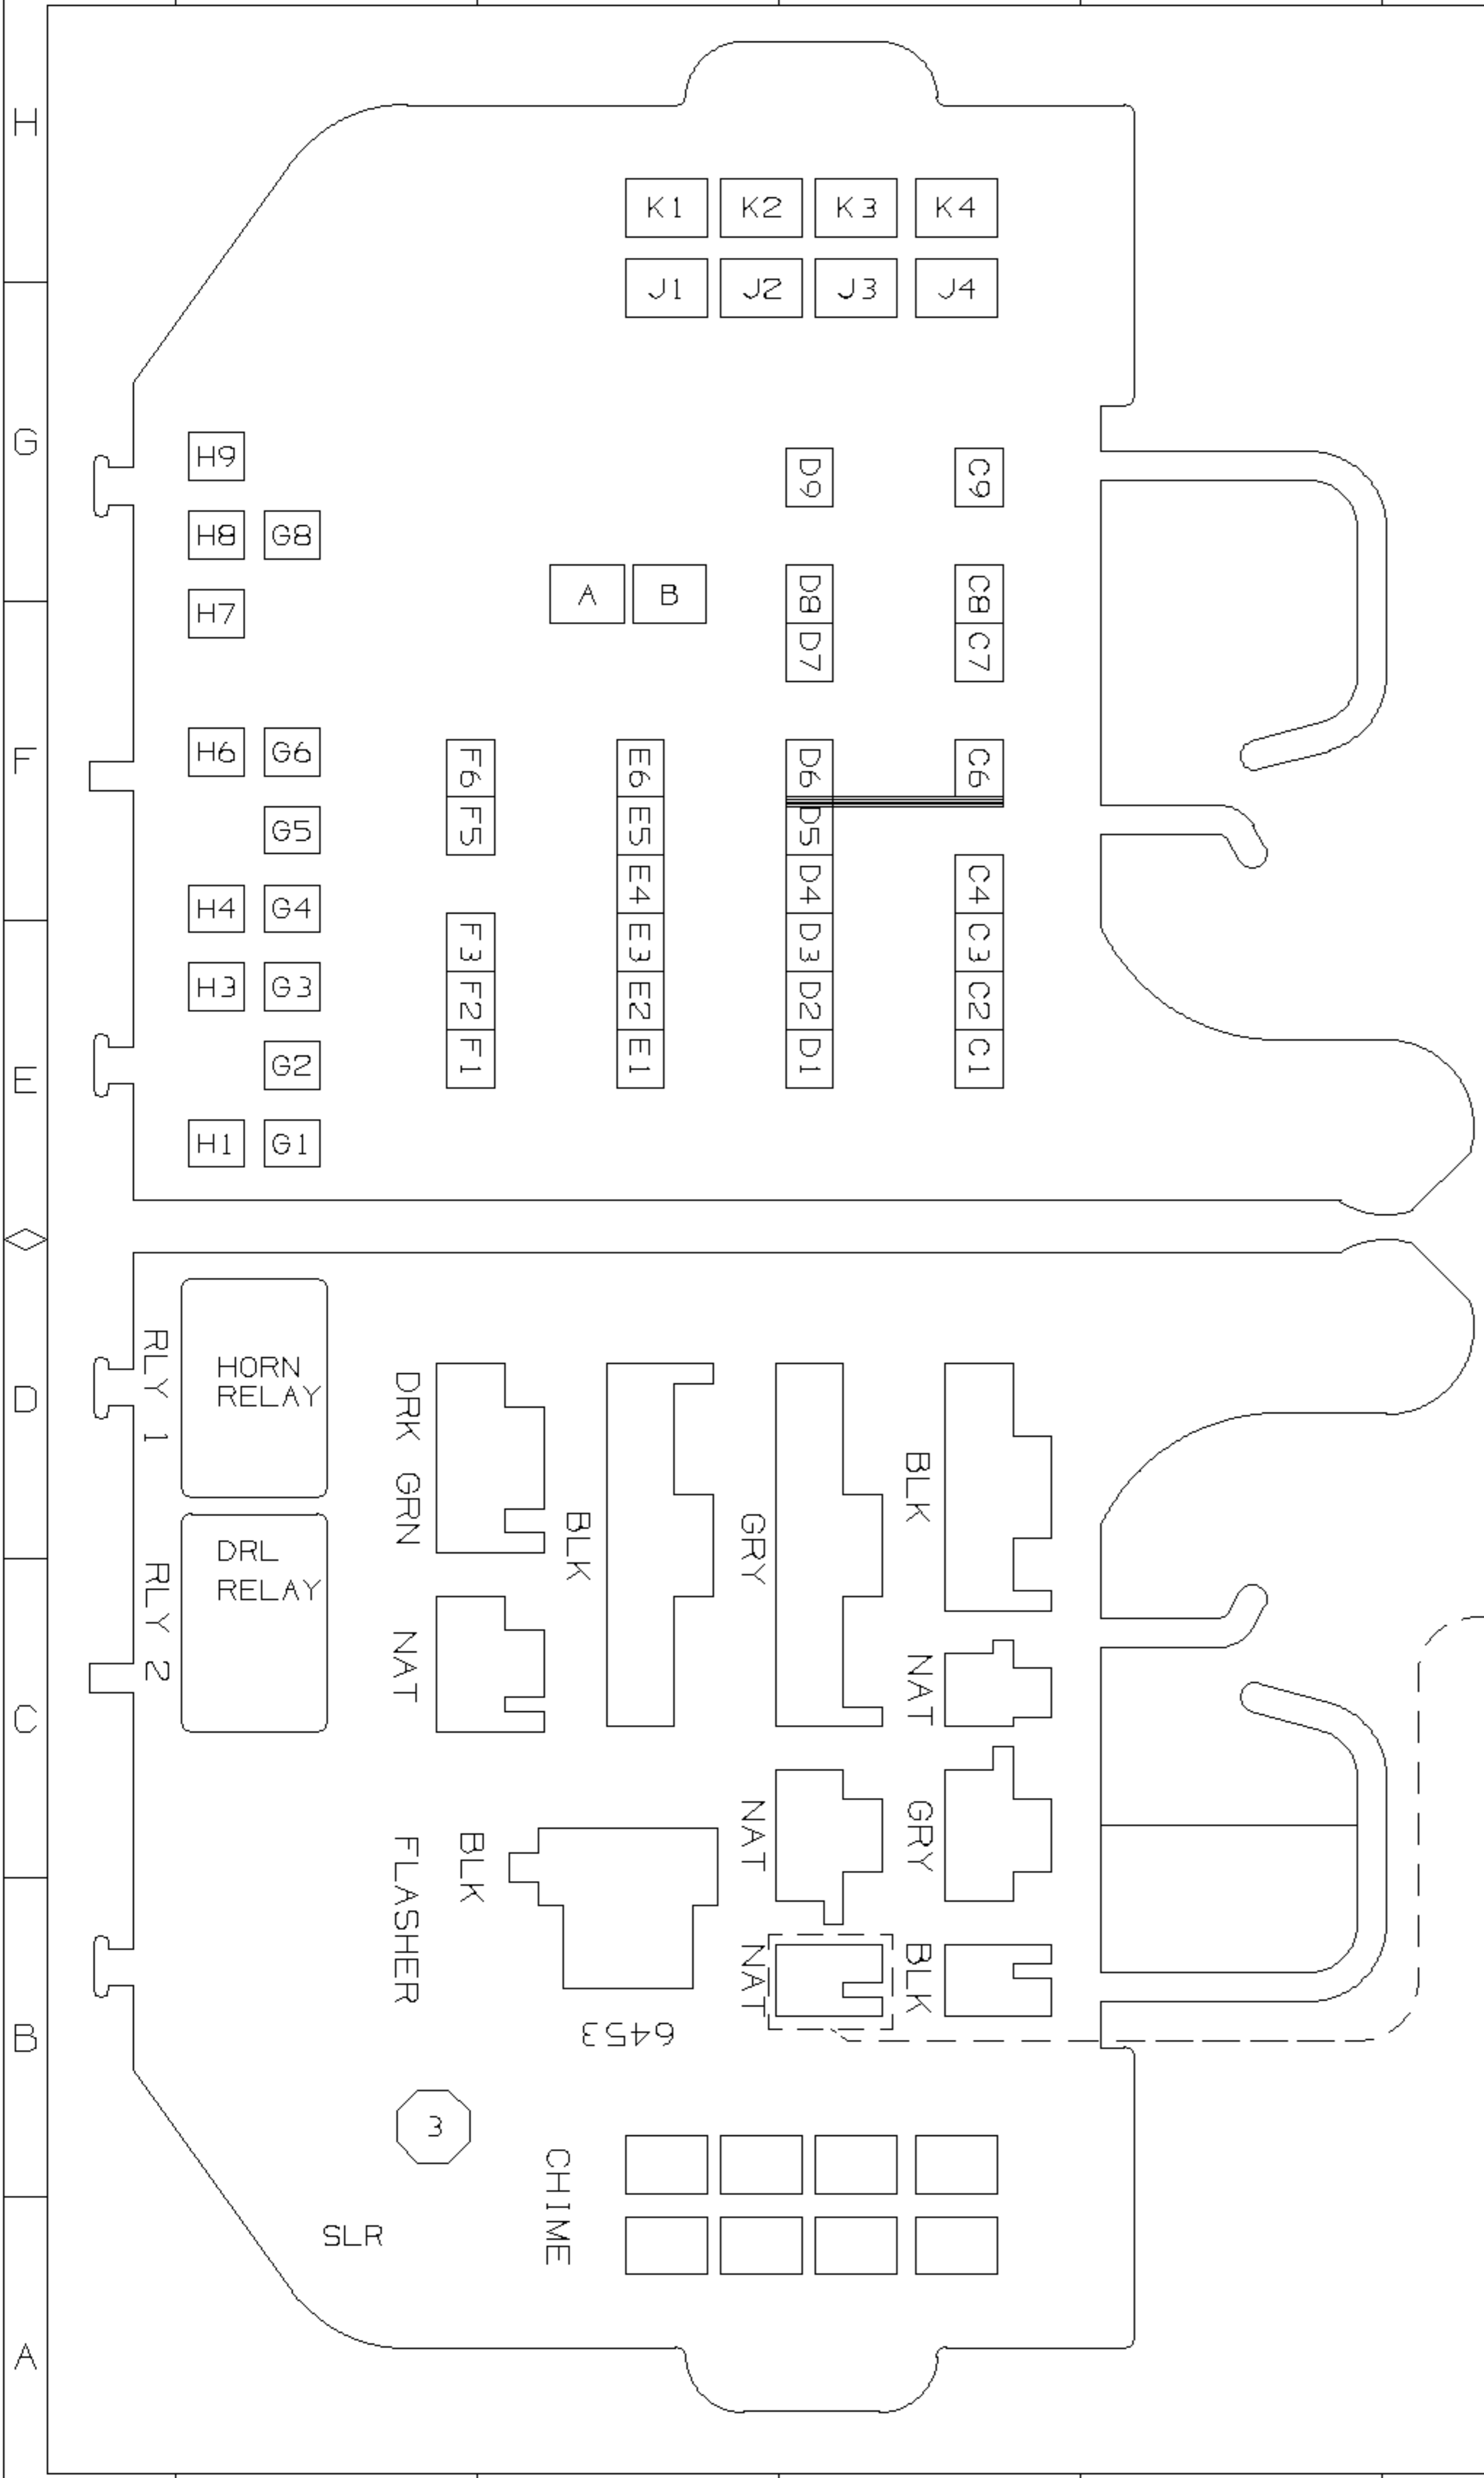 H
K1 K2 K3 K4
J1 J2 J3 J4
G
H9 D9 C9
H8 G8
A B D8 C8
H7 D7 C7
F
H6 G6 F6 E6 D6 C6
G5 F5 E5 D5
H4 G4 E4 D4 C4
F3 E3 D3 C3
H3 G3 F2 E2 D2 C2
E
G2 F1 E1 D1 C1
H1 G1
D
RLY 1
HORN
RELAY
DRK GRN
BLK
GRY
BLK
RLY 2
DRL
RELAY
C
NAT
NAT
NAT
GRY
FLASHER
BLK
NAT
BLK
B
6453
3
CHIME
SLR
A